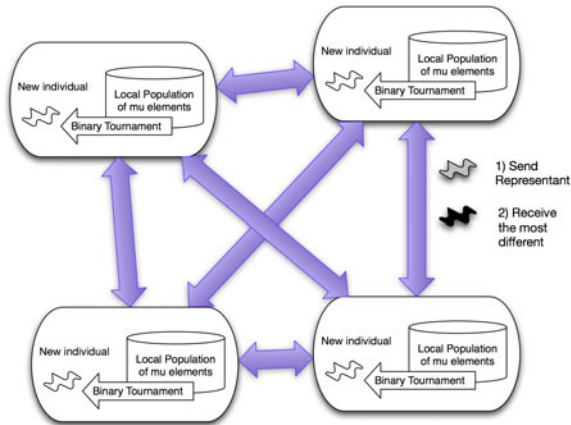 New individual
Local Population
of mu elements
Binary Tournament
New individual
Local Population
of mu elements
Binary Tournament
1) Send
Representant
2) Receive
the most
different
New individual
Local Population
of mu elements
Binary Tournament
New individual
Local Population
of mu elements
Binary Tournament